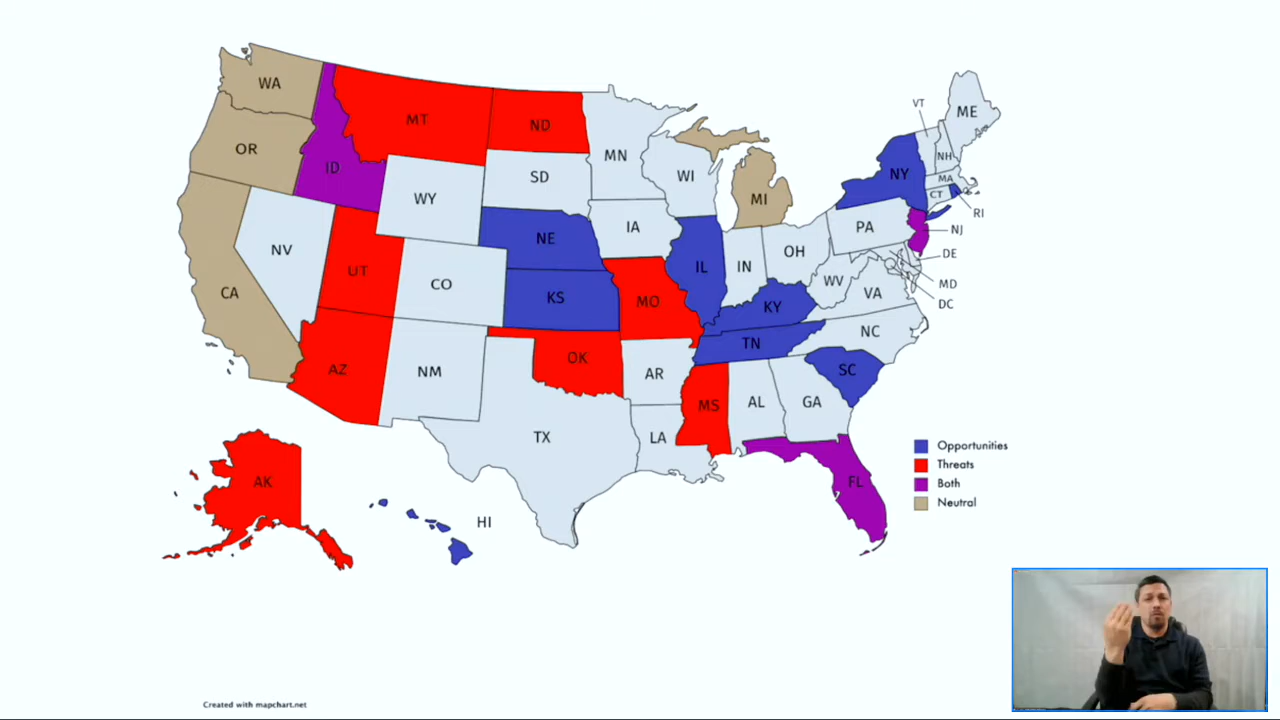 WA
MT
ND
OR
ID
MN
SD
WI
WY
MI
NY
VT
ME
NH
MA
CT
RI
NJ
PA
DE
MD
DC
NV
UT
CO
NE
IA
IL
IN
OH
WV
VA
CA
KS
MO
KY
NC
AZ
NM
OK
TN
AR
SC
MS
AL
GA
TX
LA
FL
AK
HI
Opportunities
Threats
Both
Neutral
Created with mapchart.net